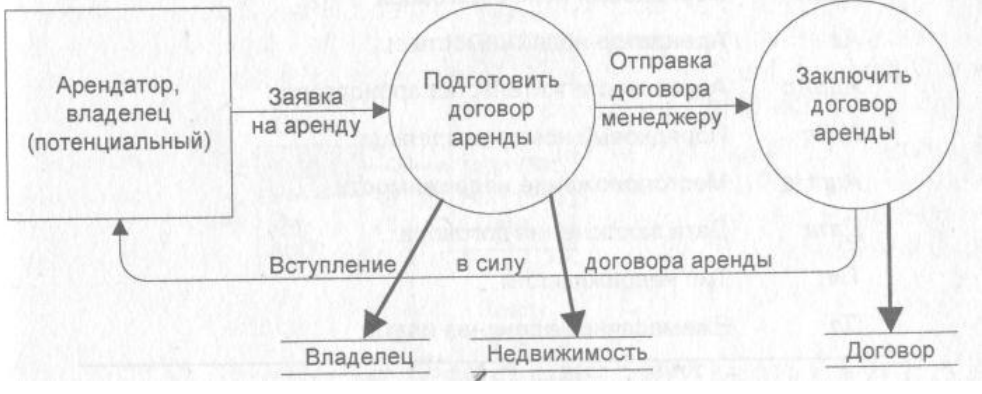 Арендатор,
владелец
(потенциальный)
Заявка
на аренду
Подготовить
договор
аренды
Отправка
договора
менеджеру
Заключить
договор
аренды
Вступление в силу договора аренды
Владелец
Недвижимость
Договор